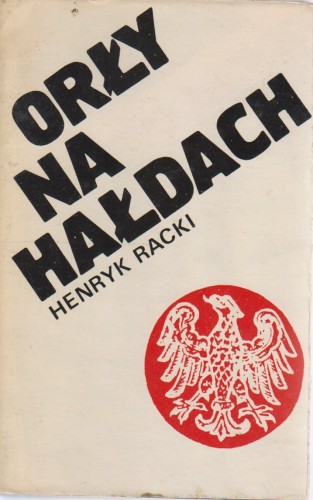 ORŁY
NA
HAŁDACH
HENRYK RACKI